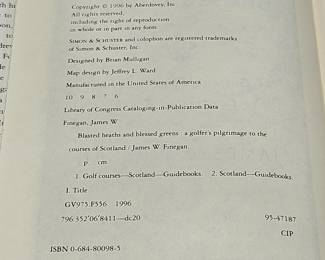 Copyright © 1996 by Aberdovey, Inc.
All rights reserved,
including the right of reproduction
in whole or in part in any form
SIMON & SCHUSTER and colophon are registered trademarks
of Simon & Schuster, Inc.
Designed by Brian Mulligan
Map design by Jeffrey L. Ward
Manufactured in the United States of America
10 9 8 7 6
Library of Congress Cataloging-in-Publication Data
Finegan, James W
Blasted heaths and blessed greens : a golfer's pilgrimage to the
courses of Scotland / James W Finegan.
p cm
1. Golf courses—Scotland—Guidebooks. 2. Scotland—Guidebooks.
I. Title
GV975.F556 1996
796.352'06'8411—dc20 95-47187
CIP
ISBN 0-684-80098-5